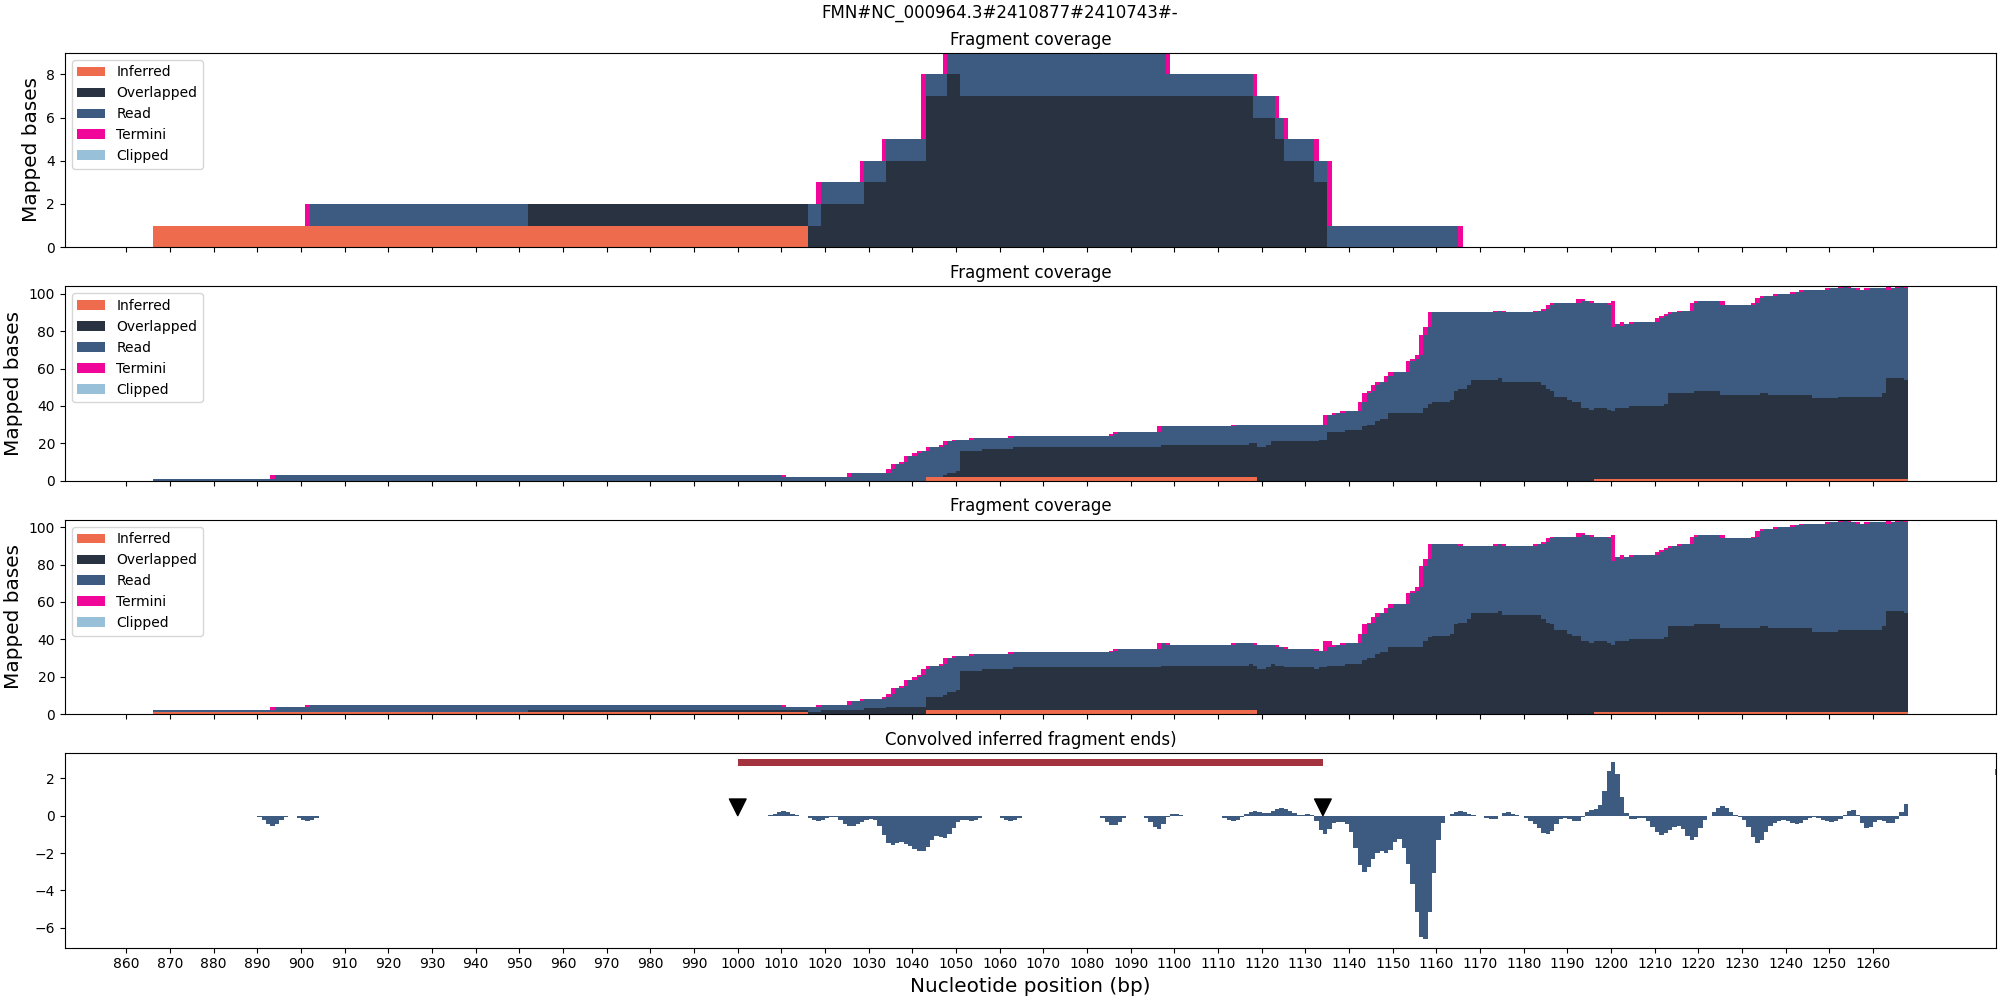 FMN#NC_000964.3#2410877#2410743#-
Fragment coverage
Mapped bases
8
6
4
2
0
Inferred
Overlapped
Read
Termini
Clipped
Fragment coverage
Mapped bases
100
80
60
40
20
0
Inferred
Overlapped
Read
Termini
Clipped
Fragment coverage
Mapped bases
100
80
60
40
20
0
Inferred
Overlapped
Read
Termini
Clipped
Convolved inferred fragment ends)
2
0
−2
−4
−6
860 870 880 890 900 910 920 930 940 950 960 970 980 990 1000 1010 1020 1030 1040 1050 1060 1070 1080 1090 1100 1110 1120 1130 1140 1150 1160 1170 1180 1190 1200 1210 1220 1230 1240 1250 1260
Nucleotide position (bp)